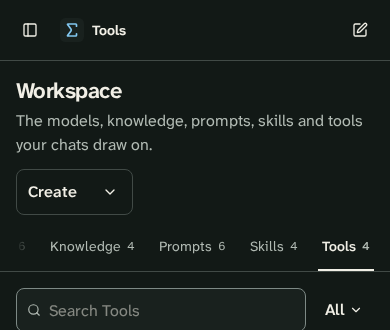 Tools
Workspace
The models, knowledge, prompts, skills and tools
your chats draw on.
Create
6 Knowledge 4 Prompts 6 Skills 4 Tools 4
Search Tools All